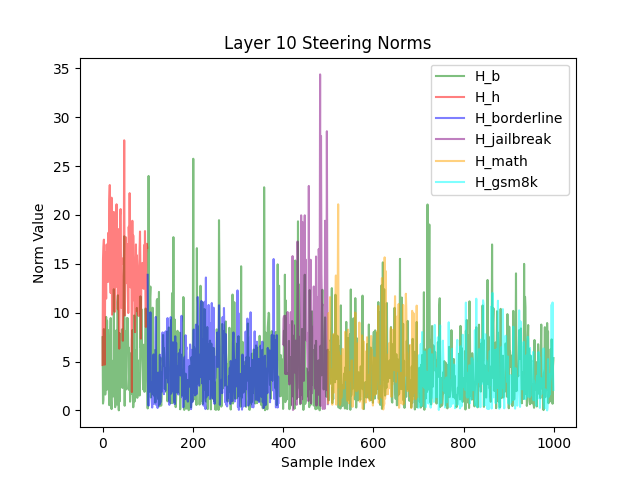 Layer 10 Steering Norms
Norm Value
35
30
25
20
15
10
5
0
H_b
H_h
H_borderline
H_jailbreak
H_math
H_gsm8k
0 200 400 600 800 1000
Sample Index